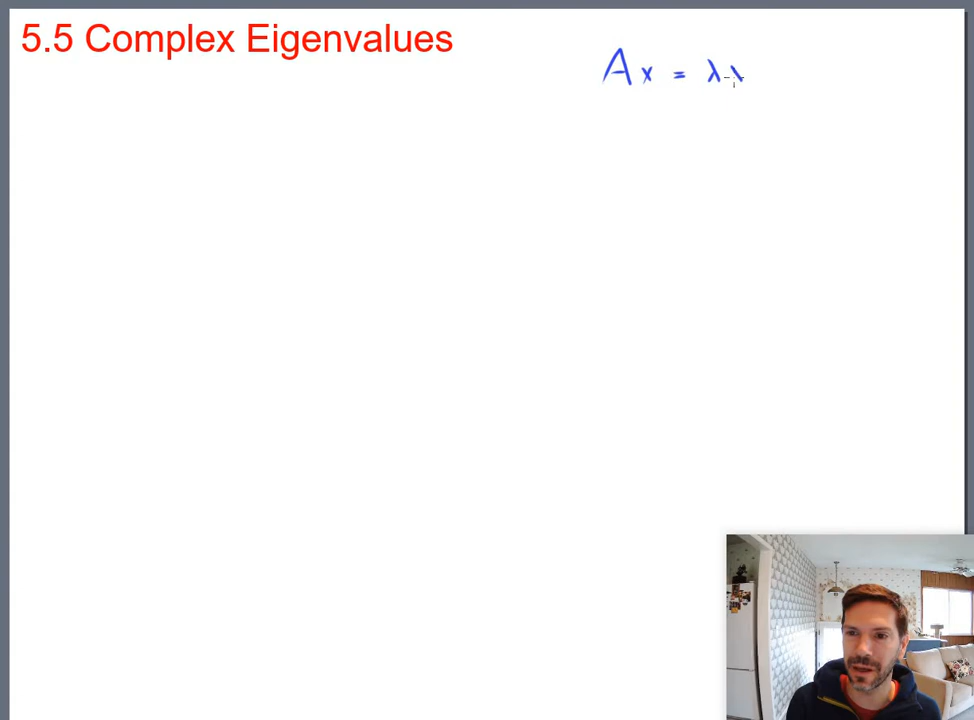 5.5 Complex Eigenvalues
Ax = λx